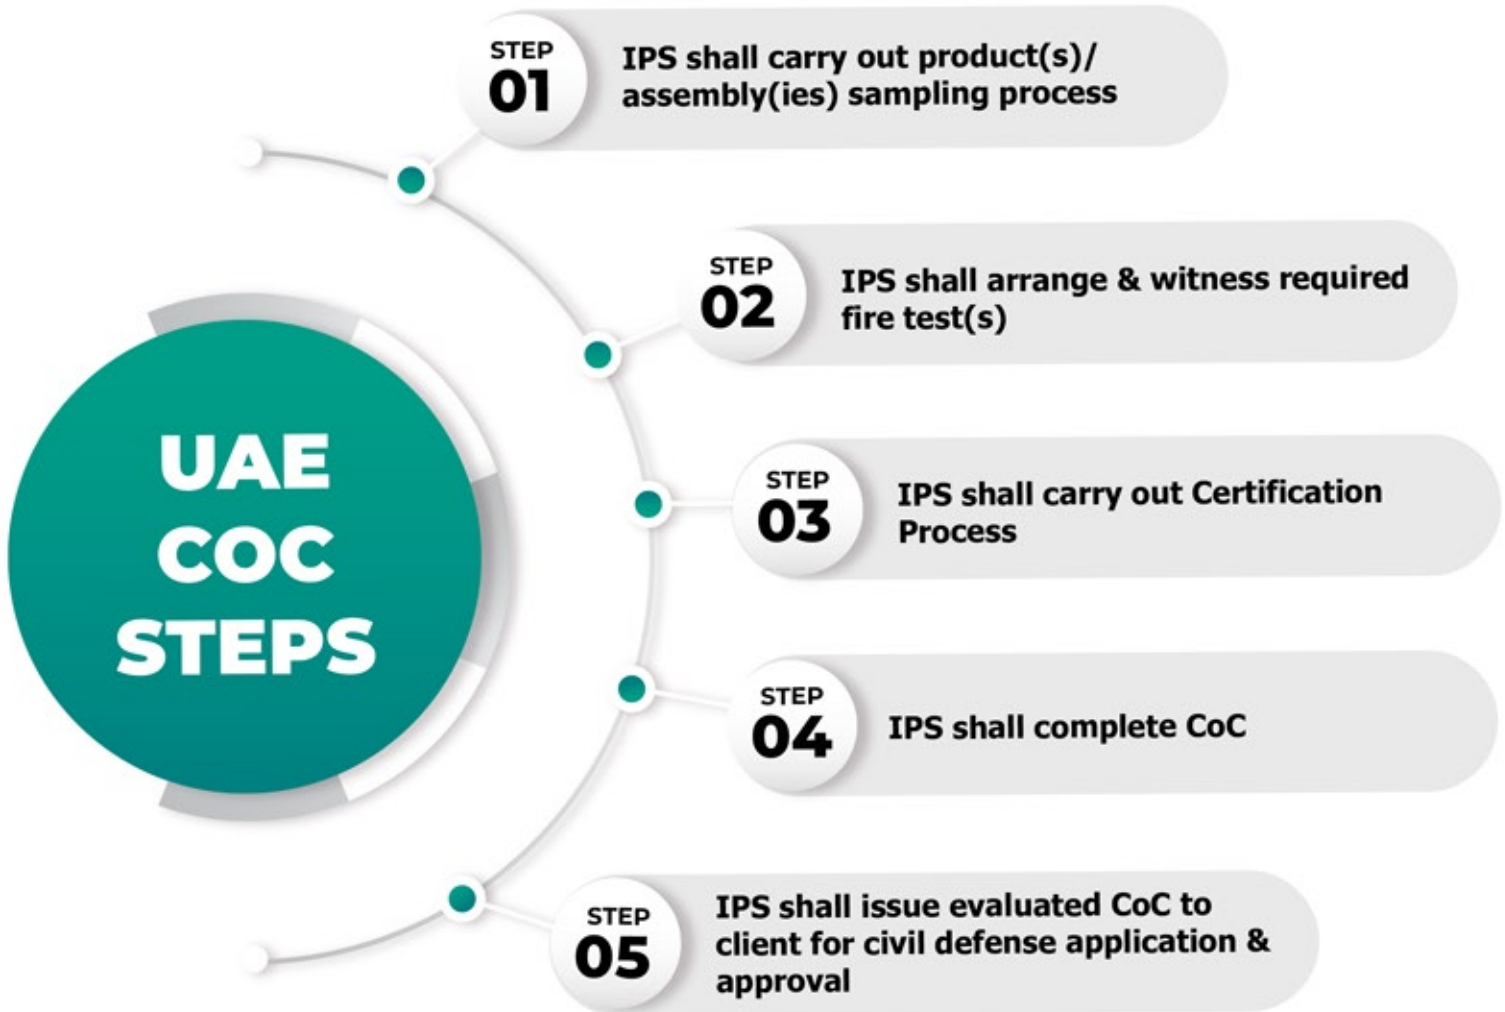 UAE
COC
STEPS
STEP
01
IPS shall carry out product(s)/
assembly(ies) sampling process
STEP
02
IPS shall arrange & witness required
fire test(s)
STEP
03
IPS shall carry out Certification
Process
STEP
04
IPS shall complete CoC
STEP
05
IPS shall issue evaluated CoC to
client for civil defense application &
approval